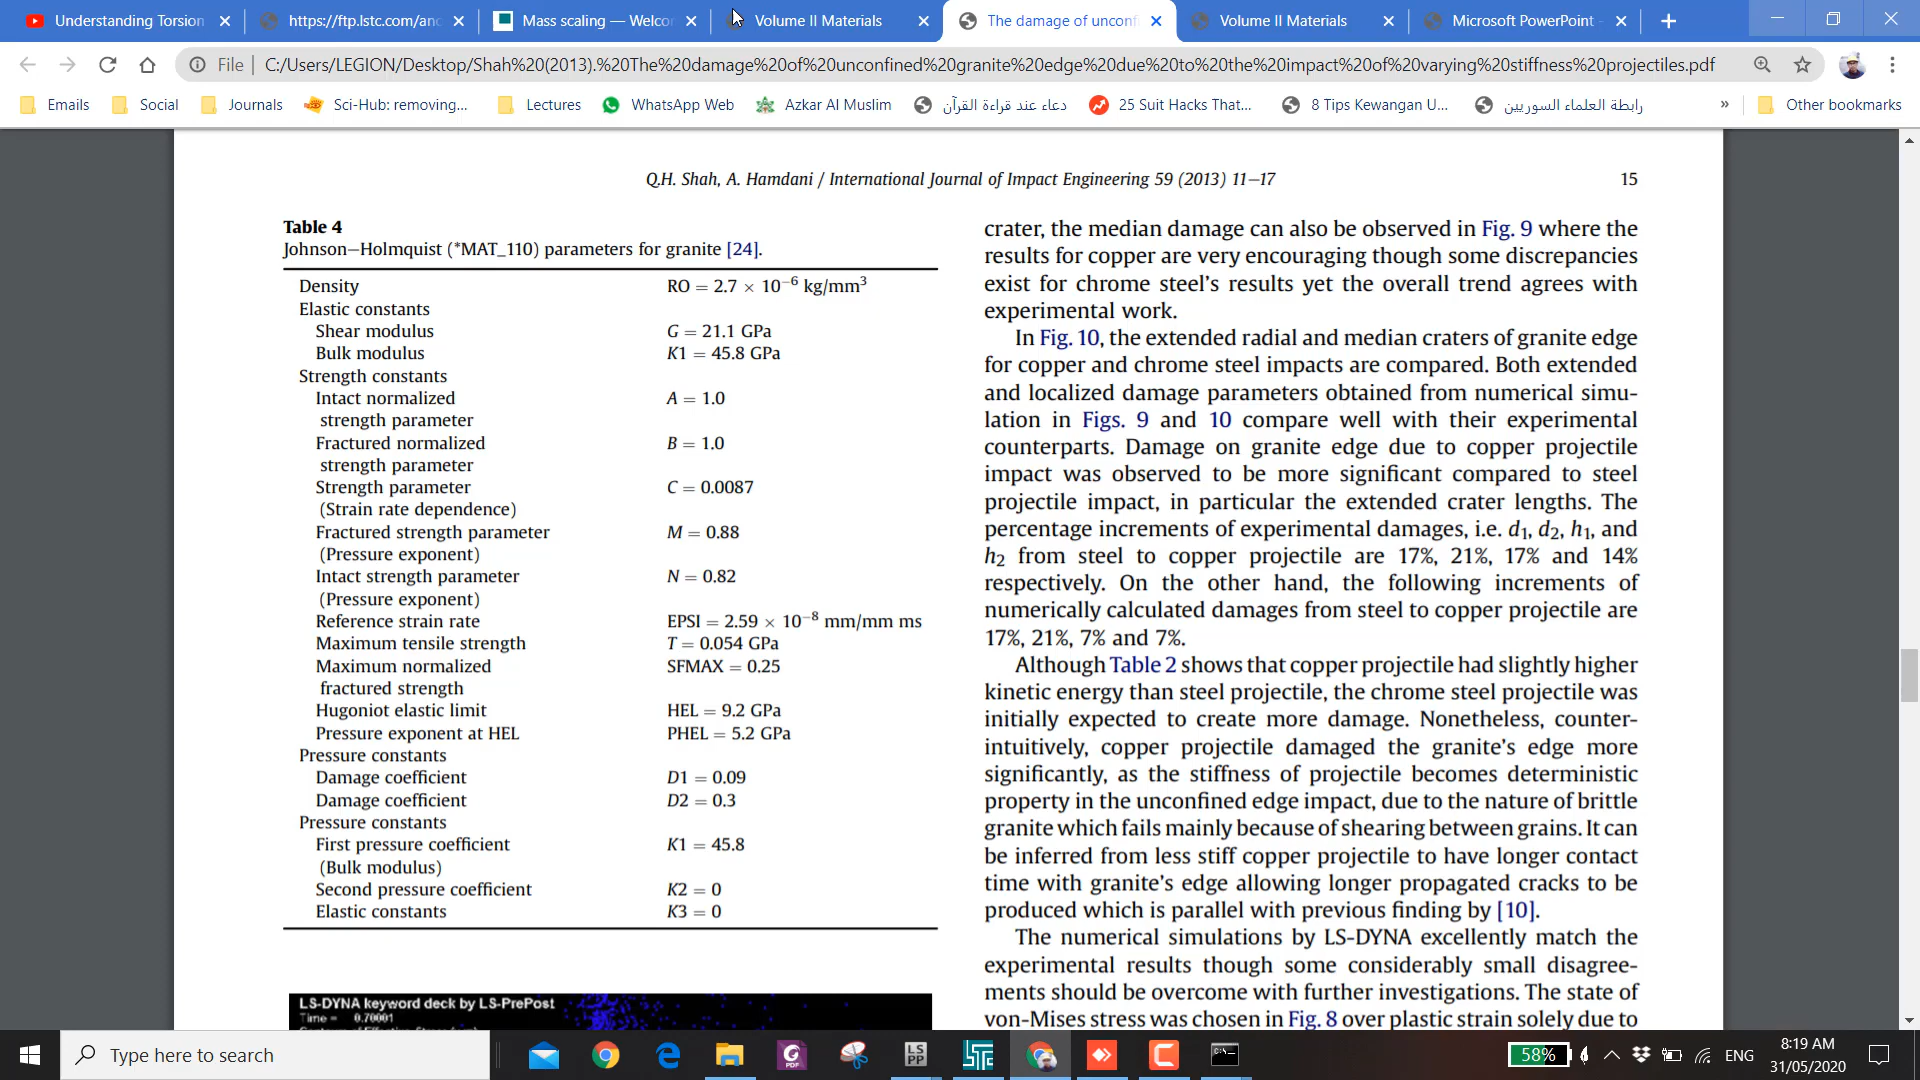 Understanding Torsion
https://ftp.lstc.com/anc
Mass scaling — Welco
Volume II Materials
The damage of unconf
Volume II Materials
Microsoft PowerPoint -
File | C:/Users/LEGION/Desktop/Shah%20(2013).%20The%20damage%20of%20unconfined%20granite%20edge%20due%20to%20the%20impact%20of%20varying%20stiffness%20projectiles.pdf
Emails
Social
Journals
Sci-Hub: removing...
Lectures
WhatsApp Web
Azkar Al Muslim
دعاء عند قراءة القرآن
25 Suit Hacks That...
8 Tips Kewangan U...
رابطة العلماء السوريين
»
Other bookmarks
Q.H. Shah, A. Hamdani / International Journal of Impact Engineering 59 (2013) 11–17
15
Table 4
Johnson–Holmquist (*MAT_110) parameters for granite [24].
Density RO = 2.7 × 10⁻⁶ kg/mm³
Elastic constants
Shear modulus G = 21.1 GPa
Bulk modulus K1 = 45.8 GPa
Strength constants
Intact normalized A = 1.0
strength parameter
Fractured normalized B = 1.0
strength parameter
Strength parameter C = 0.0087
(Strain rate dependence)
Fractured strength parameter M = 0.88
(Pressure exponent)
Intact strength parameter N = 0.82
(Pressure exponent)
Reference strain rate EPSI = 2.59 × 10⁻⁸ mm/mm ms
Maximum tensile strength T = 0.054 GPa
Maximum normalized SFMAX = 0.25
fractured strength
Hugoniot elastic limit HEL = 9.2 GPa
Pressure exponent at HEL PHEL = 5.2 GPa
Pressure constants
Damage coefficient D1 = 0.09
Damage coefficient D2 = 0.3
Pressure constants
First pressure coefficient K1 = 45.8
(Bulk modulus)
Second pressure coefficient K2 = 0
Elastic constants K3 = 0
LS-DYNA keyword deck by LS-PrePost
Time = 0.70001
crater, the median damage can also be observed in Fig. 9 where the
results for copper are very encouraging though some discrepancies
exist for chrome steel's results yet the overall trend agrees with
experimental work.
In Fig. 10, the extended radial and median craters of granite edge
for copper and chrome steel impacts are compared. Both extended
and localized damage parameters obtained from numerical simu-
lation in Figs. 9 and 10 compare well with their experimental
counterparts. Damage on granite edge due to copper projectile
impact was observed to be more significant compared to steel
projectile impact, in particular the extended crater lengths. The
percentage increments of experimental damages, i.e. d1, d2, h1, and
h2 from steel to copper projectile are 17%, 21%, 17% and 14%
respectively. On the other hand, the following increments of
numerically calculated damages from steel to copper projectile are
17%, 21%, 7% and 7%.
Although Table 2 shows that copper projectile had slightly higher
kinetic energy than steel projectile, the chrome steel projectile was
initially expected to create more damage. Nonetheless, counter-
intuitively, copper projectile damaged the granite's edge more
significantly, as the stiffness of projectile becomes deterministic
property in the unconfined edge impact, due to the nature of brittle
granite which fails mainly because of shearing between grains. It can
be inferred from less stiff copper projectile to have longer contact
time with granite's edge allowing longer propagated cracks to be
produced which is parallel with previous finding by [10].
The numerical simulations by LS-DYNA excellently match the
experimental results though some considerably small disagree-
ments should be overcome with further investigations. The state of
von-Mises stress was chosen in Fig. 8 over plastic strain solely due to
Type here to search
58%
ENG
8:19 AM
31/05/2020